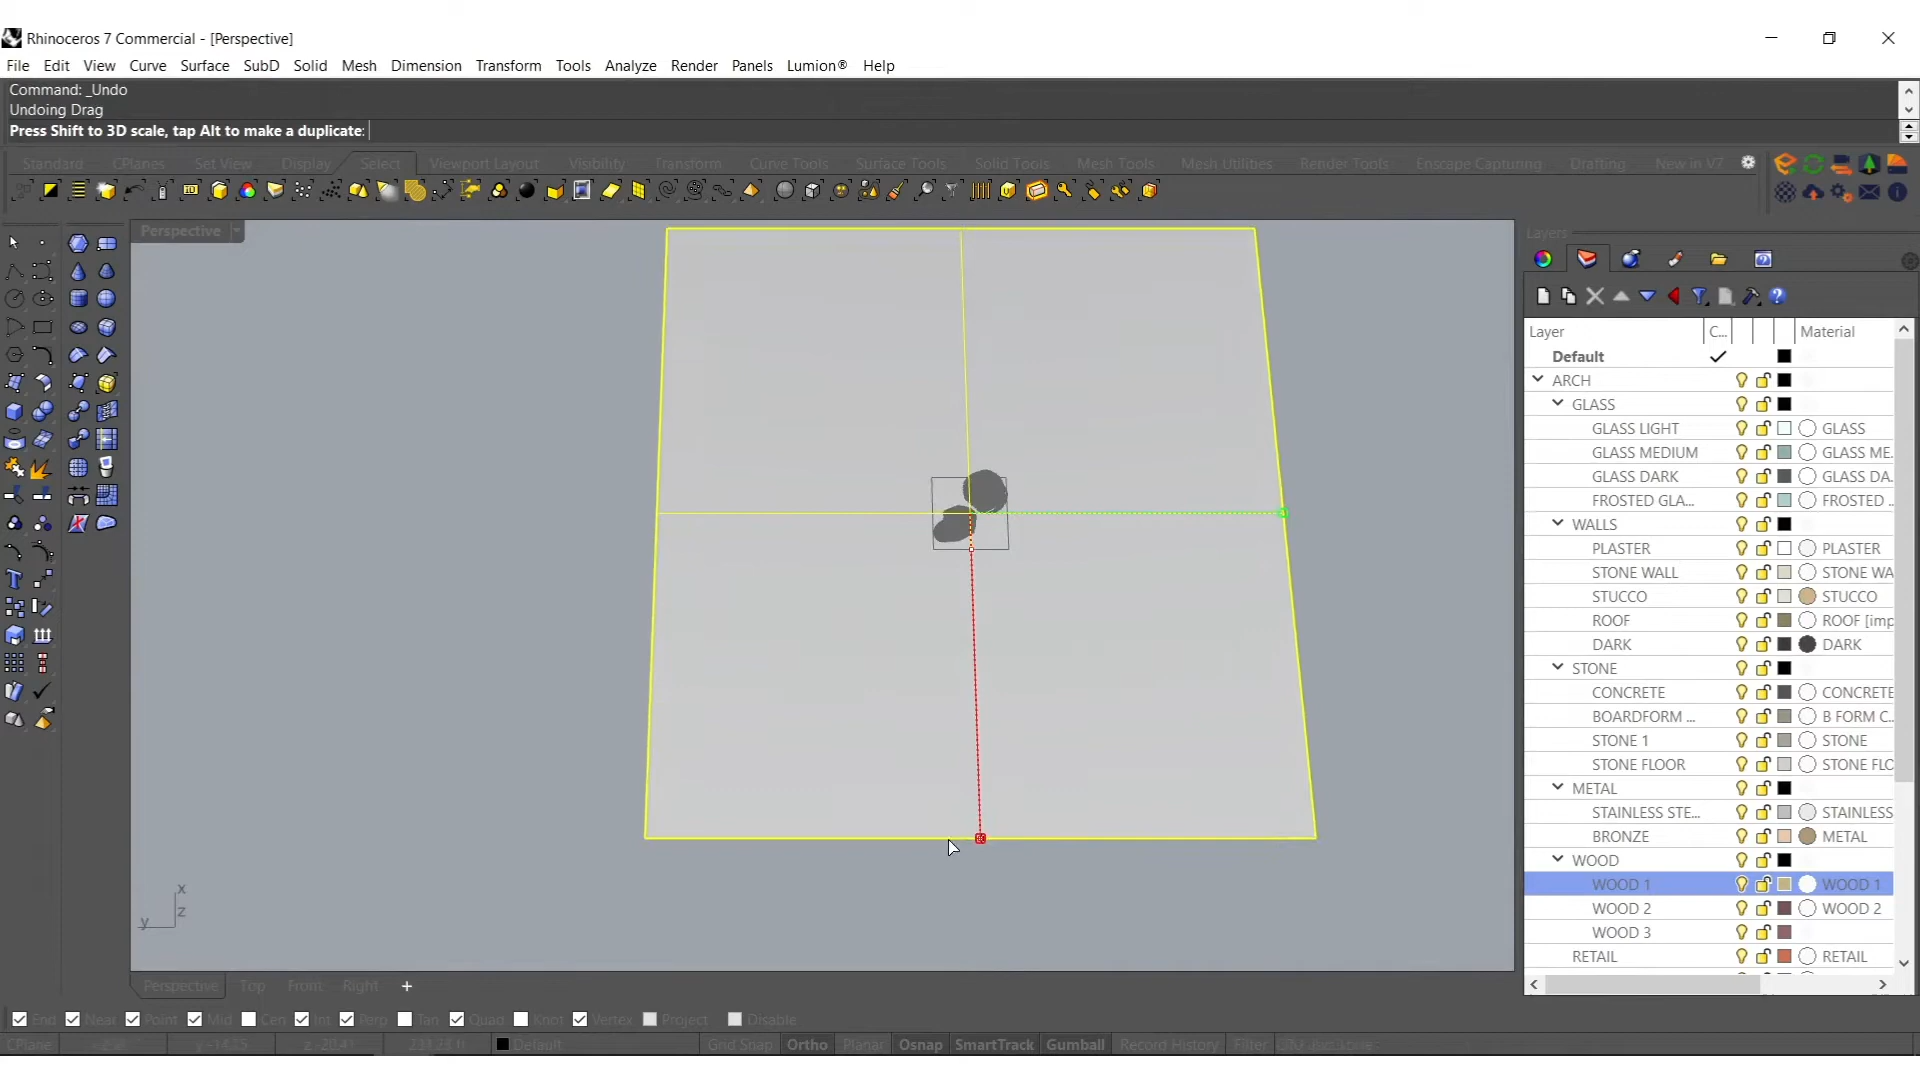 Rhinoceros 7 Commercial - [Perspective]
File Edit View Curve Surface SubD Solid Mesh Dimension Transform Tools Analyze Render Panels Lumion® Help
Command: _Undo
Undoing Drag
Press Shift to 3D scale, tap Alt to make a duplicate:
Standard CPlanes Set View Display Select Viewport Layout Visibility Transform Curve Tools Surface Tools Solid Tools Mesh Tools Mesh Utilities Render Tools Enscape Capturing Drafting New in V7
Perspective
Layers
Layer C... Material
Default
ARCH
GLASS
GLASS LIGHT GLASS
GLASS MEDIUM GLASS ME.
GLASS DARK GLASS DA.
FROSTED GLA... FROSTED ..
WALLS
PLASTER PLASTER
STONE WALL STONE WA
STUCCO STUCCO
ROOF ROOF [imp
DARK DARK
STONE
CONCRETE CONCRETE
BOARDFORM ... B FORM C..
STONE 1 STONE
STONE FLOOR STONE FLO
METAL
STAINLESS STE... STAINLESS
BRONZE METAL
WOOD
WOOD 1 WOOD 1
WOOD 2 WOOD 2
WOOD 3
RETAIL RETAIL
x
z
y
Perspective Top Front Right
End Near Point Mid Cen Int Perp Tan Quad Knot Vertex Project Disable
CPlane Default Grid Snap Ortho Planar Osnap SmartTrack Gumball Record History Filter